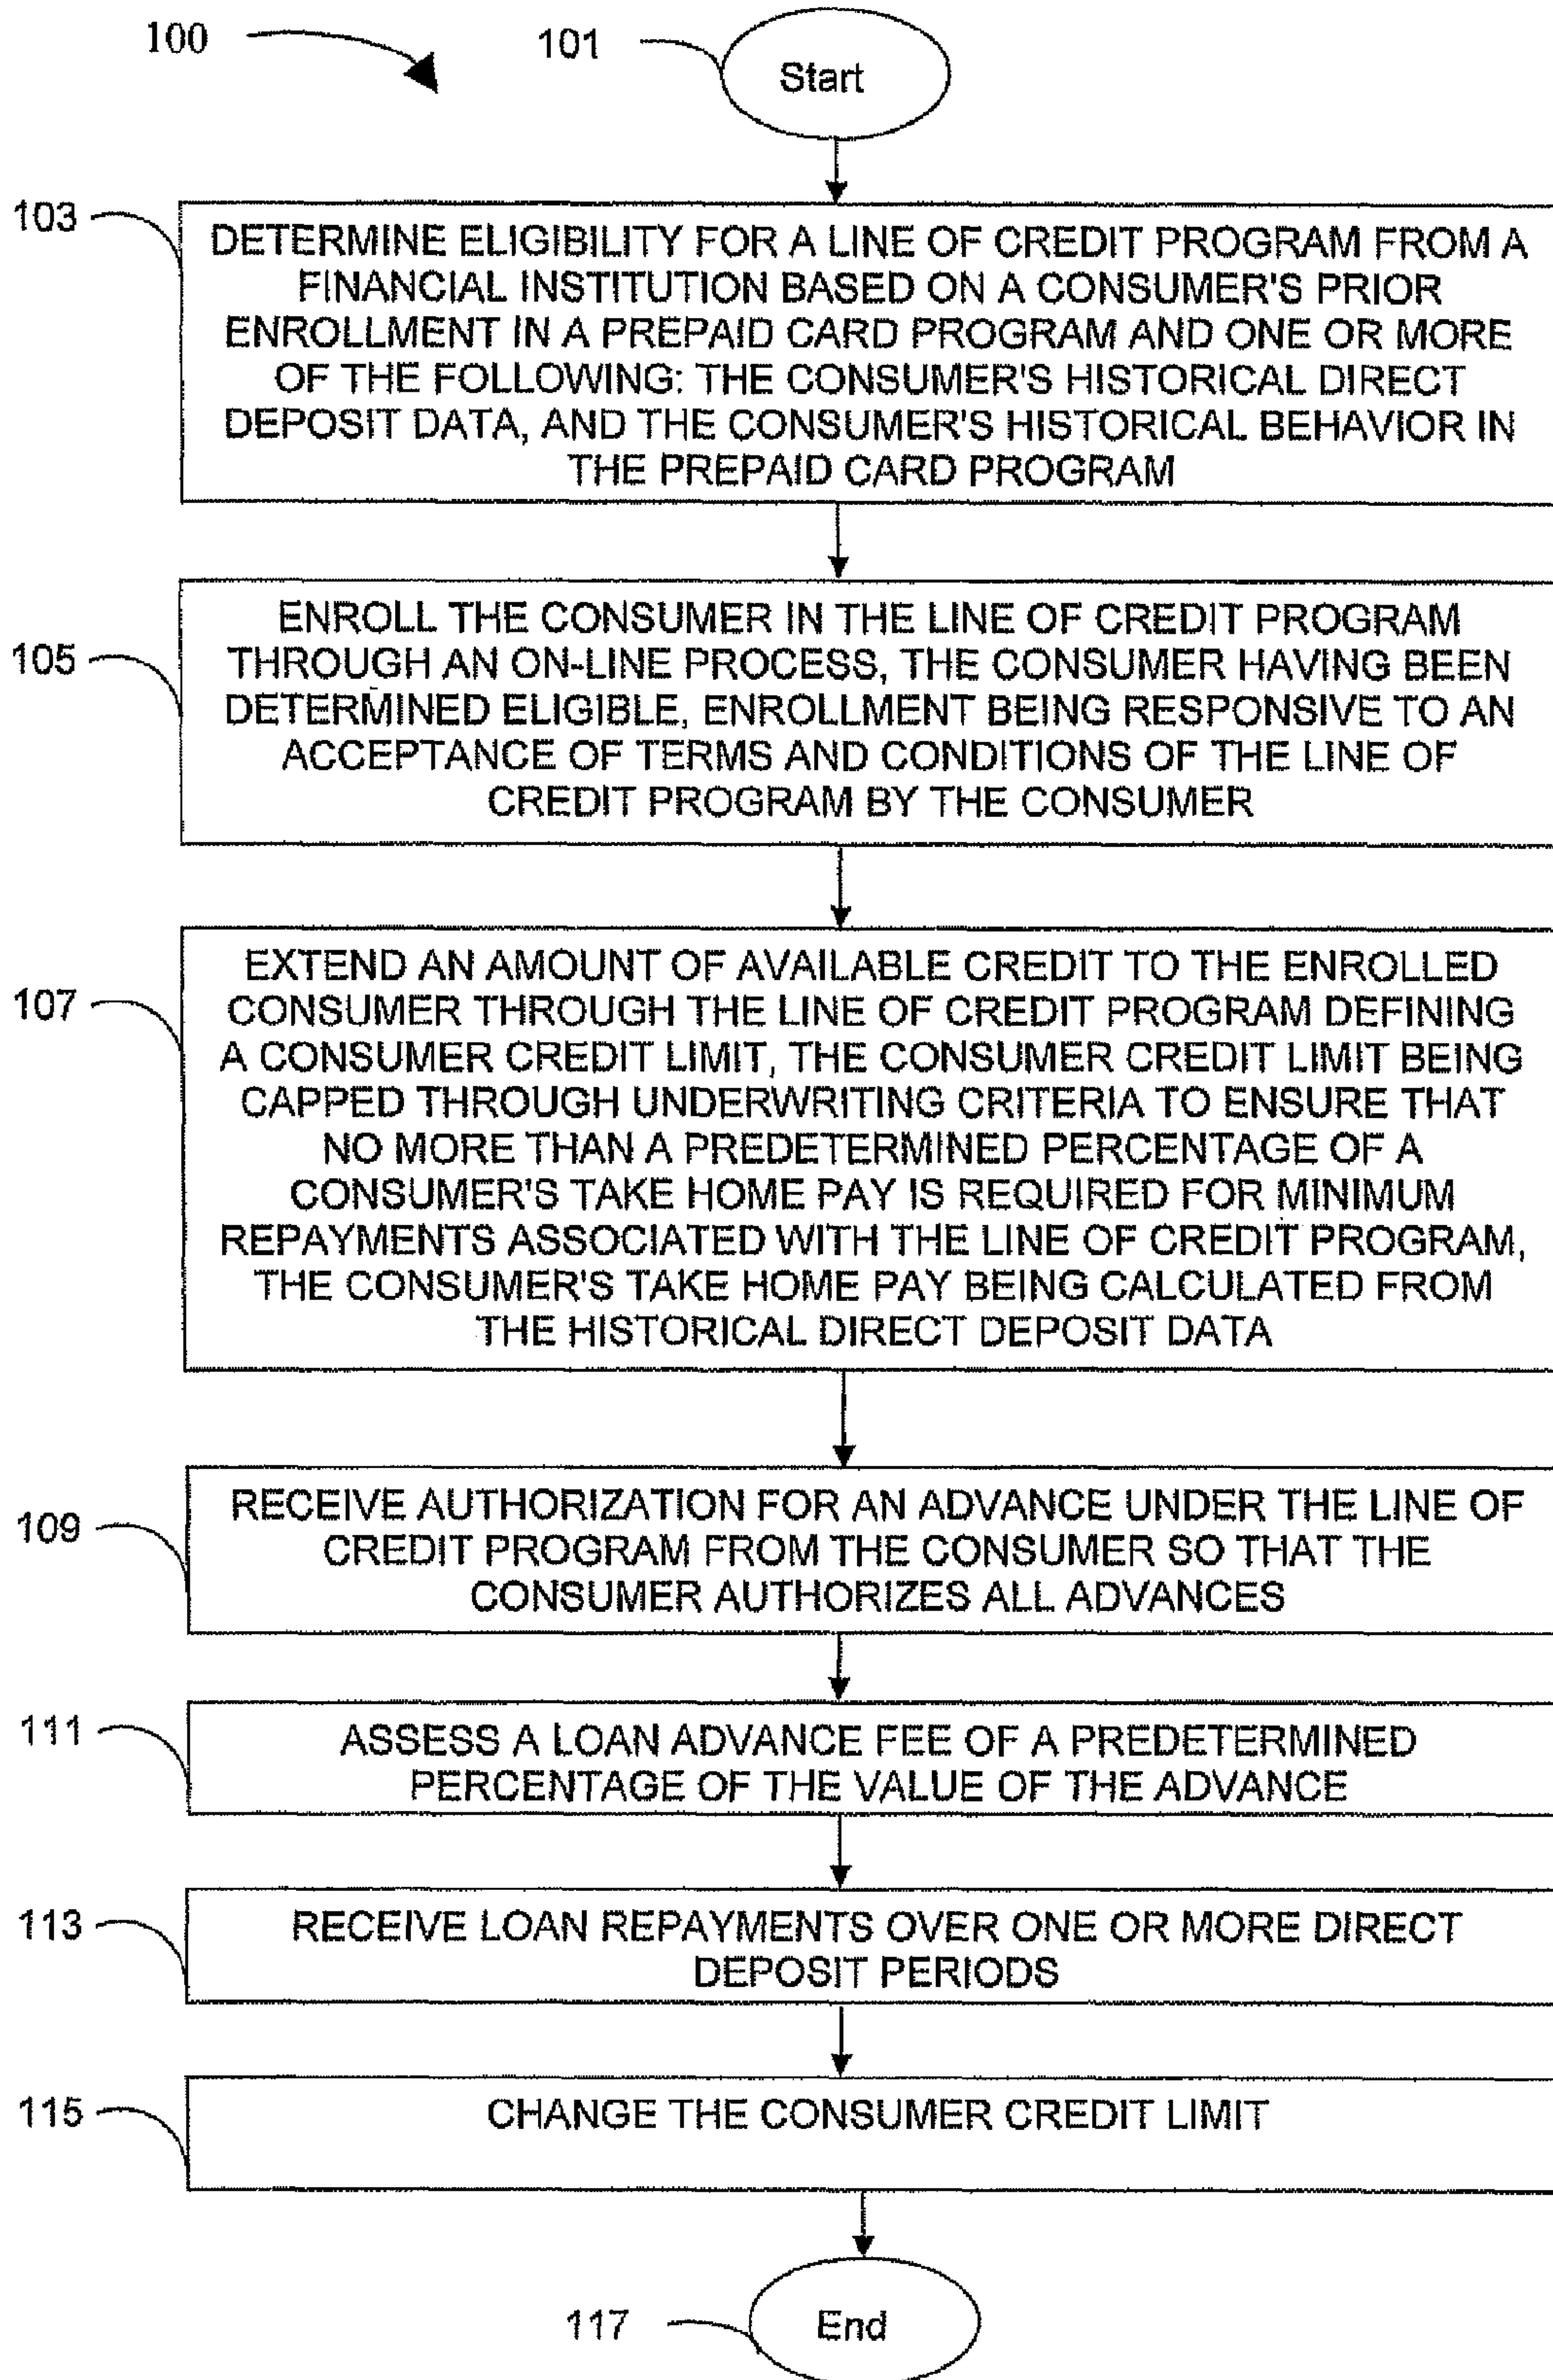 100
101
Start
103
DETERMINE ELIGIBILITY FOR A LINE OF CREDIT PROGRAM FROM A
FINANCIAL INSTITUTION BASED ON A CONSUMER'S PRIOR
ENROLLMENT IN A PREPAID CARD PROGRAM AND ONE OR MORE
OF THE FOLLOWING: THE CONSUMER'S HISTORICAL DIRECT
DEPOSIT DATA, AND THE CONSUMER'S HISTORICAL BEHAVIOR IN
THE PREPAID CARD PROGRAM
105
ENROLL THE CONSUMER IN THE LINE OF CREDIT PROGRAM
THROUGH AN ON-LINE PROCESS, THE CONSUMER HAVING BEEN
DETERMINED ELIGIBLE, ENROLLMENT BEING RESPONSIVE TO AN
ACCEPTANCE OF TERMS AND CONDITIONS OF THE LINE OF
CREDIT PROGRAM BY THE CONSUMER
107
EXTEND AN AMOUNT OF AVAILABLE CREDIT TO THE ENROLLED
CONSUMER THROUGH THE LINE OF CREDIT PROGRAM DEFINING
A CONSUMER CREDIT LIMIT, THE CONSUMER CREDIT LIMIT BEING
CAPPED THROUGH UNDERWRITING CRITERIA TO ENSURE THAT
NO MORE THAN A PREDETERMINED PERCENTAGE OF A
CONSUMER'S TAKE HOME PAY IS REQUIRED FOR MINIMUM
REPAYMENTS ASSOCIATED WITH THE LINE OF CREDIT PROGRAM,
THE CONSUMER'S TAKE HOME PAY BEING CALCULATED FROM
THE HISTORICAL DIRECT DEPOSIT DATA
109
RECEIVE AUTHORIZATION FOR AN ADVANCE UNDER THE LINE OF
CREDIT PROGRAM FROM THE CONSUMER SO THAT THE
CONSUMER AUTHORIZES ALL ADVANCES
111
ASSESS A LOAN ADVANCE FEE OF A PREDETERMINED
PERCENTAGE OF THE VALUE OF THE ADVANCE
113
RECEIVE LOAN REPAYMENTS OVER ONE OR MORE DIRECT
DEPOSIT PERIODS
115
CHANGE THE CONSUMER CREDIT LIMIT
117
End